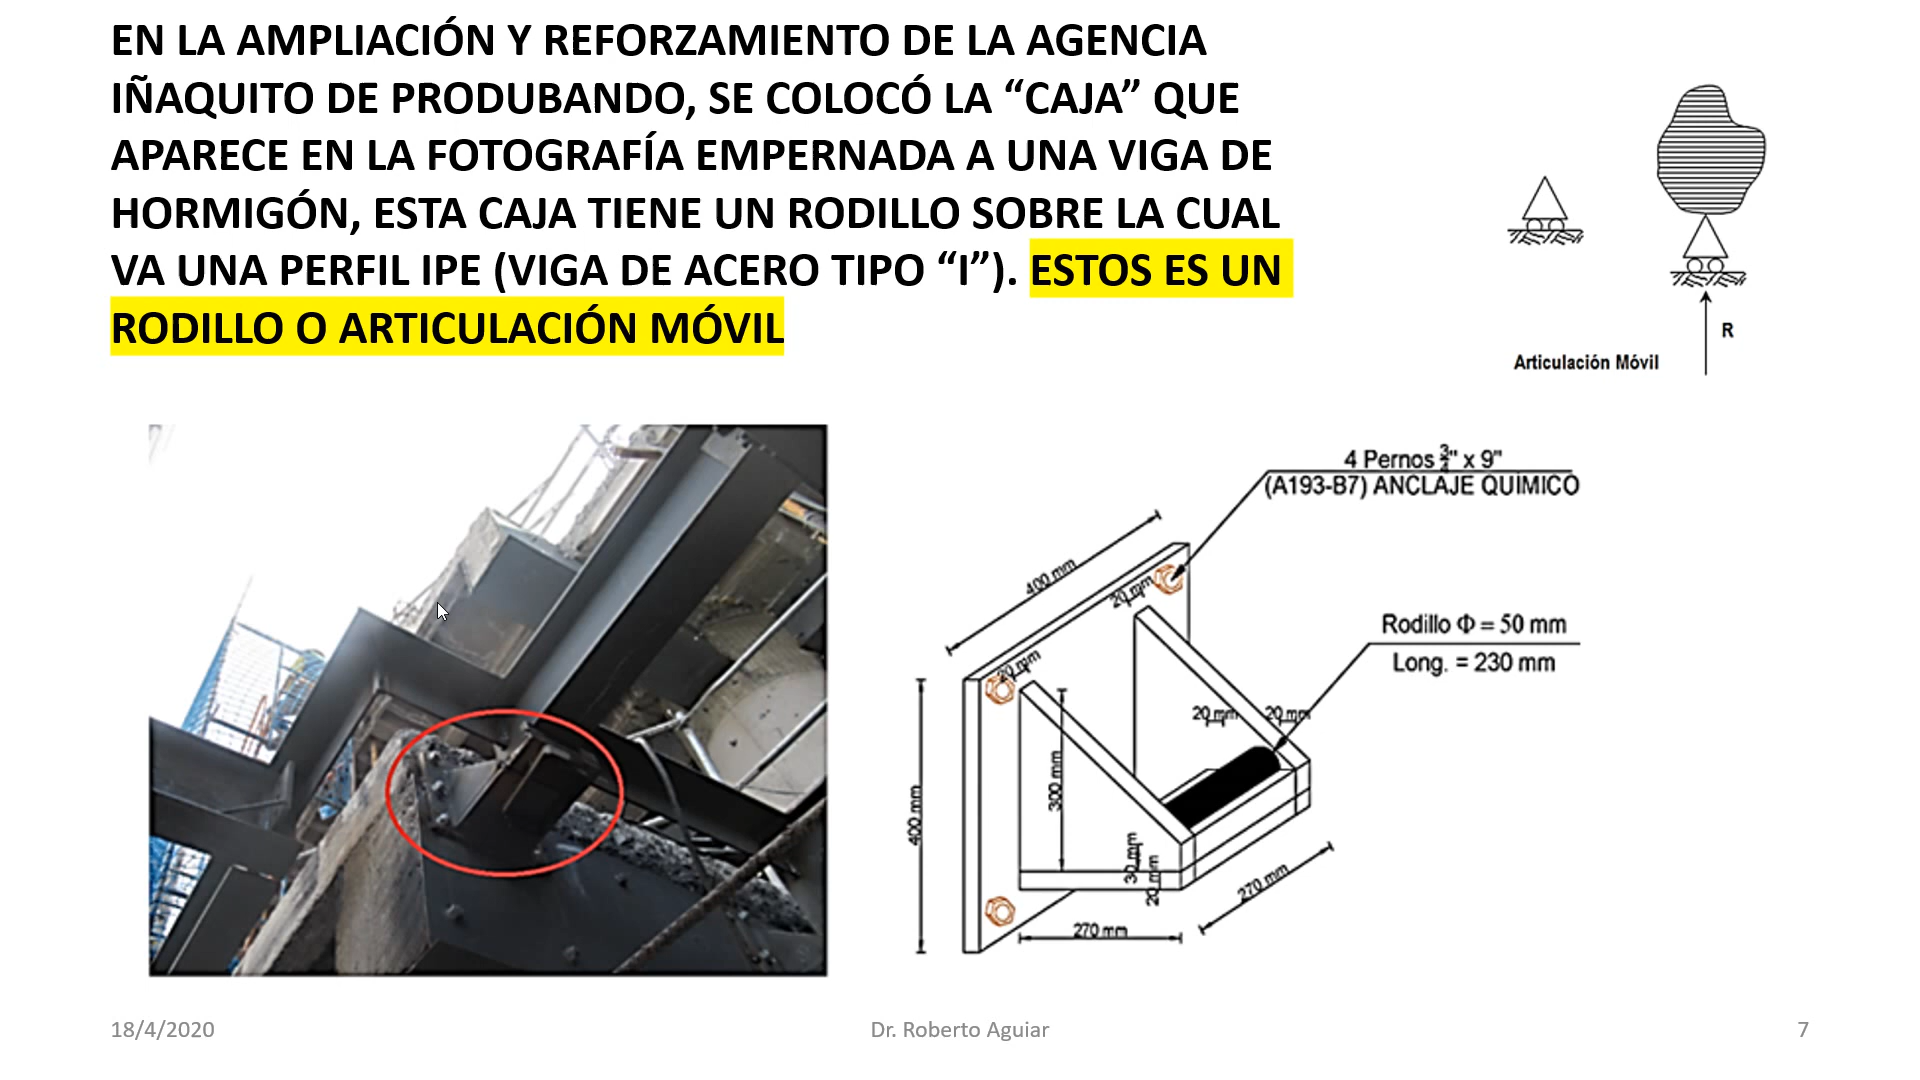 EN LA AMPLIACIÓN Y REFORZAMIENTO DE LA AGENCIA
IÑAQUITO DE PRODUBANDO, SE COLOCÓ LA “CAJA” QUE
APARECE EN LA FOTOGRAFÍA EMPERNADA A UNA VIGA DE
HORMIGÓN, ESTA CAJA TIENE UN RODILLO SOBRE LA CUAL
VA UNA PERFIL IPE (VIGA DE ACERO TIPO “I”). ESTOS ES UN
RODILLO O ARTICULACIÓN MÓVIL
R
Articulación Móvil
4 Pernos 3/4" x 9"
(A193-B7) ANCLAJE QUÍMICO
400 mm
20 mm
Rodillo Φ = 50 mm
Long. = 230 mm
20 mm
20 mm
20 mm
300 mm
400 mm
30 mm
20 mm
270 mm
270 mm
18/4/2020
Dr. Roberto Aguiar
7